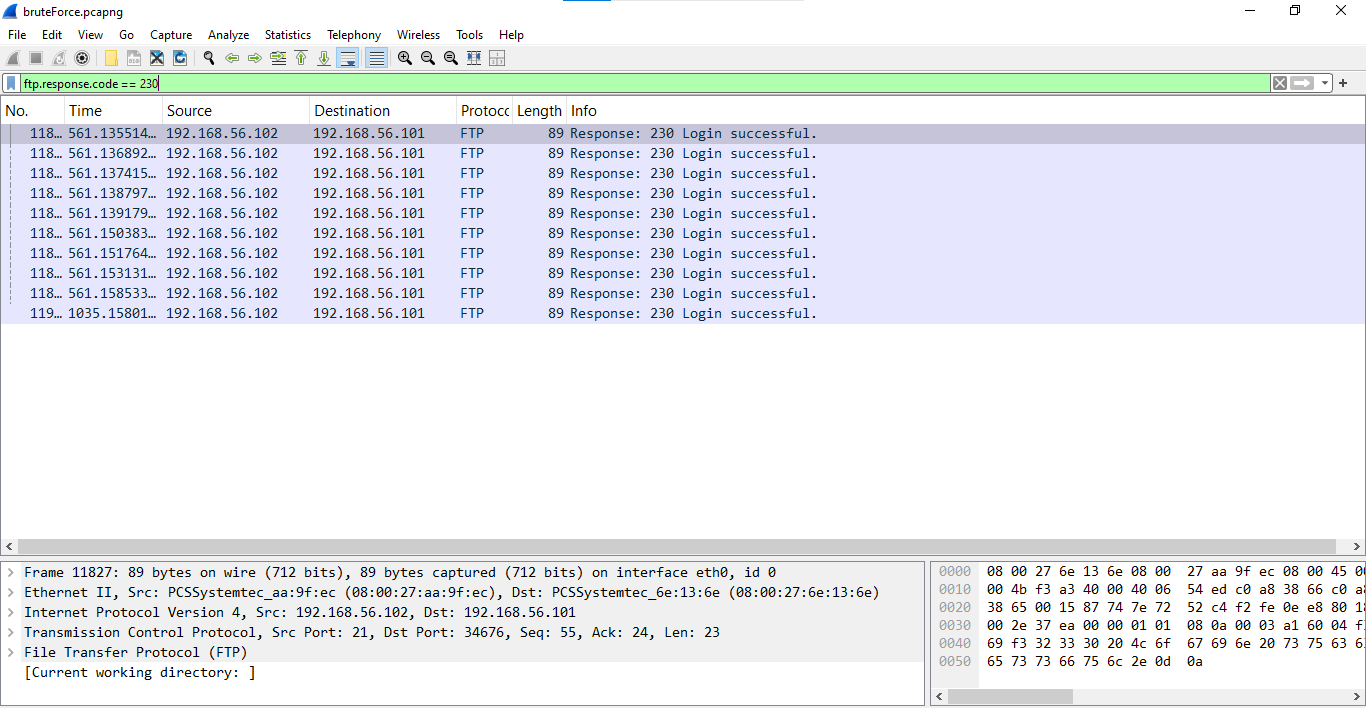 bruteForce.pcapng
File Edit View Go Capture Analyze Statistics Telephony Wireless Tools Help
ftp.response.code == 230
No. Time Source Destination Protocc Length Info
118… 561.135514… 192.168.56.102 192.168.56.101 FTP 89 Response: 230 Login successful.
118… 561.136892… 192.168.56.102 192.168.56.101 FTP 89 Response: 230 Login successful.
118… 561.137415… 192.168.56.102 192.168.56.101 FTP 89 Response: 230 Login successful.
118… 561.138797… 192.168.56.102 192.168.56.101 FTP 89 Response: 230 Login successful.
118… 561.139179… 192.168.56.102 192.168.56.101 FTP 89 Response: 230 Login successful.
118… 561.150383… 192.168.56.102 192.168.56.101 FTP 89 Response: 230 Login successful.
118… 561.151764… 192.168.56.102 192.168.56.101 FTP 89 Response: 230 Login successful.
118… 561.153131… 192.168.56.102 192.168.56.101 FTP 89 Response: 230 Login successful.
118… 561.158533… 192.168.56.102 192.168.56.101 FTP 89 Response: 230 Login successful.
119… 1035.15801… 192.168.56.102 192.168.56.101 FTP 89 Response: 230 Login successful.
Frame 11827: 89 bytes on wire (712 bits), 89 bytes captured (712 bits) on interface eth0, id 0
Ethernet II, Src: PCSSystemtec_aa:9f:ec (08:00:27:aa:9f:ec), Dst: PCSSystemtec_6e:13:6e (08:00:27:6e:13:6e)
Internet Protocol Version 4, Src: 192.168.56.102, Dst: 192.168.56.101
Transmission Control Protocol, Src Port: 21, Dst Port: 34676, Seq: 55, Ack: 24, Len: 23
File Transfer Protocol (FTP)
[Current working directory: ]
0000 08 00 27 6e 13 6e 08 00 27 aa 9f ec 08 00 45 00
0010 00 4b f3 a3 40 00 40 06 54 ed c0 a8 38 66 c0 a8
0020 38 65 00 15 87 74 7e 72 52 c4 f2 fe 0e e8 80 18
0030 00 2e 37 ea 00 00 01 01 08 0a 00 03 a1 60 04
0040 69 f3 32 33 30 20 4c 6f 67 69 6e 20 73 75 63
0050 65 73 73 66 75 6c 2e 0d 0a